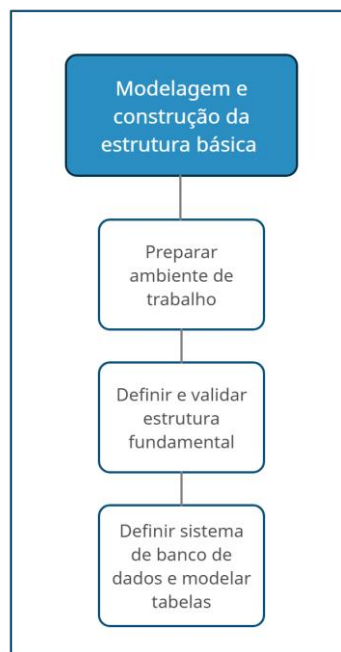 Modelagem e
construção da
estrutura básica
Preparar
ambiente de
trabalho
Definir e validar
estrutura
fundamental
Definir sistema
de banco de
dados e modelar
tabelas